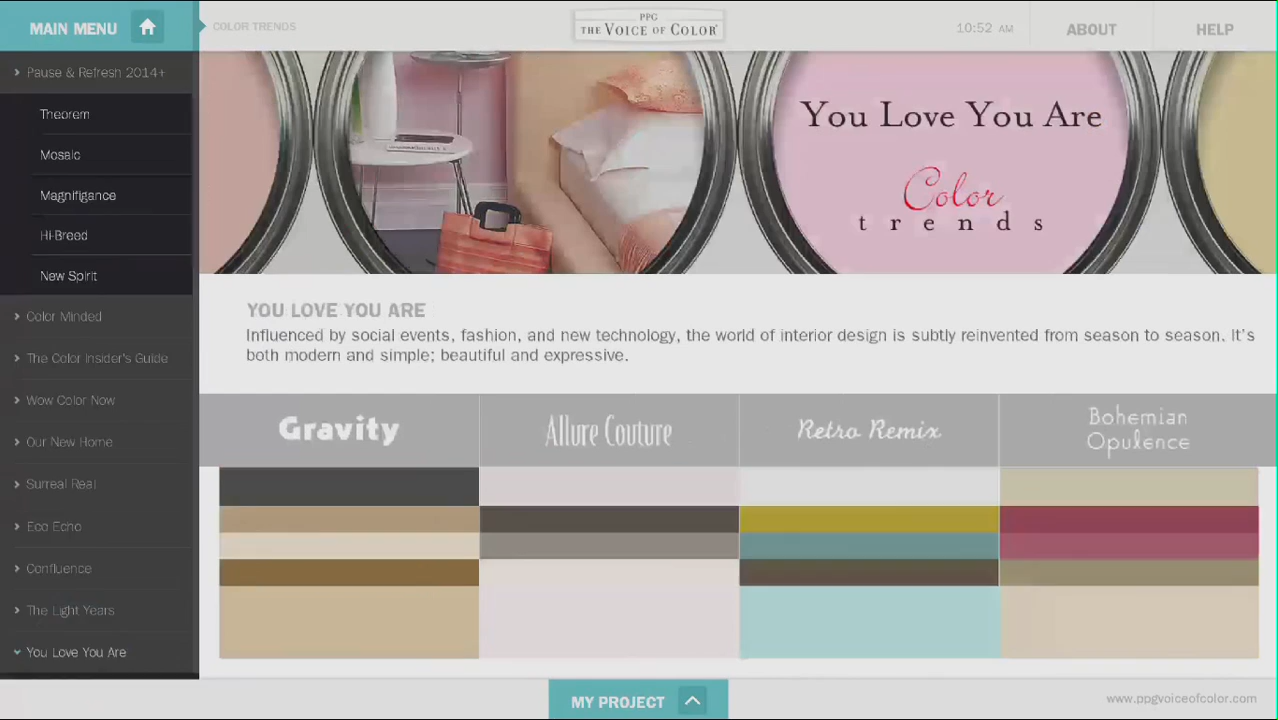 MAIN MENU
COLOR TRENDS
PPG
THE VOICE OF COLOR
10:52 AM
ABOUT
HELP
Pause & Refresh 2014+
Theorem
Mosaic
Magnifigance
Hi-Breed
New Spirit
Color Minded
The Color Insider's Guide
Wow Color Now
Our New Home
Surreal Real
Eco Echo
Confluence
The Light Years
You Love You Are
You Love You Are
Color
trends
YOU LOVE YOU ARE
Influenced by social events, fashion, and new technology, the world of interior design is subtly reinvented from season to season. It's
both modern and simple; beautiful and expressive.
Gravity
Allure Couture
Retro Remix
Bohemian
Opulence
MY PROJECT
www.ppgvoiceofcolor.com